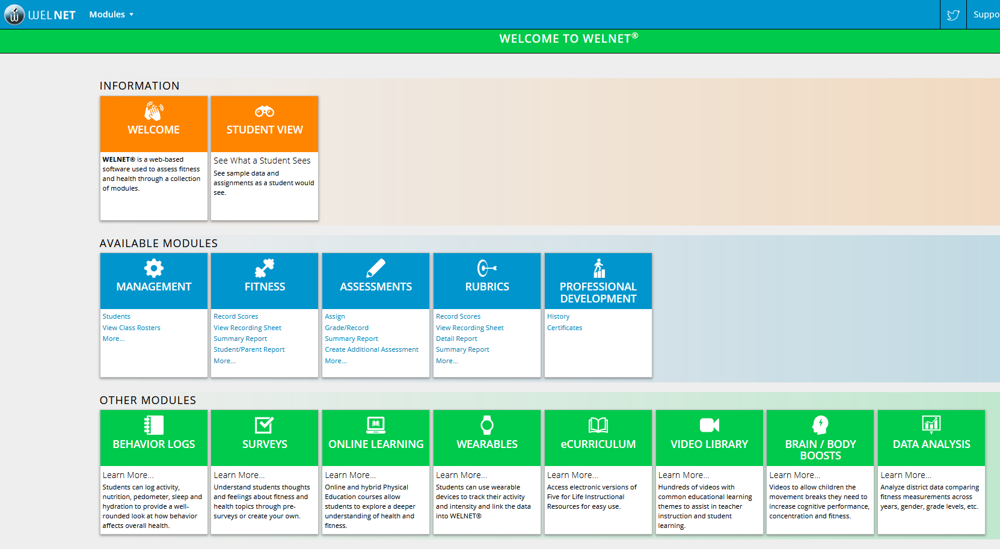 WELNET Modules
Suppo
WELCOME TO WELNET®
INFORMATION
WELCOME
WELNET® is a web-based
software used to assess fitness
and health through a collection
of modules.
STUDENT VIEW
See What a Student Sees
See sample data and
assignments as a student would
see.
AVAILABLE MODULES
MANAGEMENT
Students
View Class Rosters
More...
FITNESS
Record Scores
View Recording Sheet
Summary Report
Student/Parent Report
More...
ASSESSMENTS
Assign
Grade/Record
Summary Report
Create Additional Assessment
More...
RUBRICS
Record Scores
View Recording Sheet
Detail Report
Summary Report
More...
PROFESSIONAL
DEVELOPMENT
History
Certificates
OTHER MODULES
BEHAVIOR LOGS
Learn More...
Students can log activity,
nutrition, pedometer, sleep and
hydration to provide a well-
rounded look at how behavior
affects overall health.
SURVEYS
Learn More...
Understand students thoughts
and feelings about fitness and
health topics through pre-
surveys or create your own.
ONLINE LEARNING
Learn More...
Online and hybrid Physical
Education courses allow
students to explore a deeper
understanding of health and
fitness.
WEARABLES
Learn More...
Students can use wearable
devices to track their activity
and intensity and link the data
into WELNET®
eCURRICULUM
Learn More...
Access electronic versions of
Five for Life Instructional
Resources for easy use.
VIDEO LIBRARY
Learn More...
Hundreds of videos with
common educational learning
themes to assist in teacher
instruction and student
learning.
BRAIN / BODY
BOOSTS
Learn More...
Videos to allow children the
movement breaks they need to
increase cognitive performance,
concentration and fitness.
DATA ANALYSIS
Learn More...
Analyze district data comparing
fitness measurements across
years, gender, grade levels, etc.